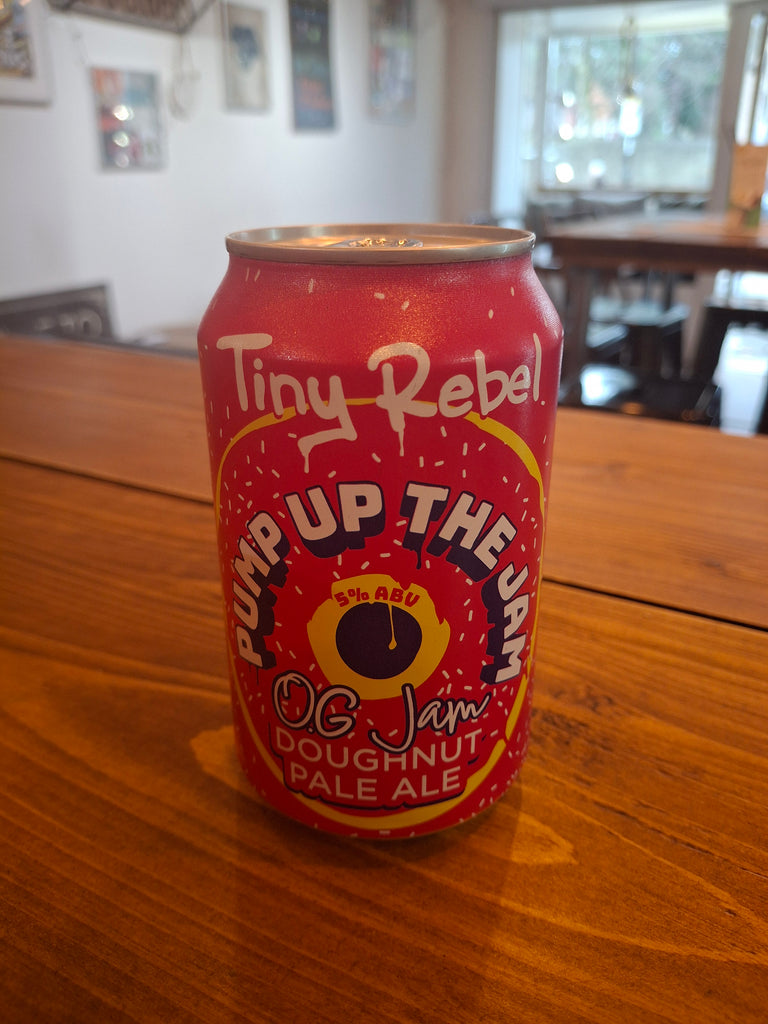 Tiny Rebel
PUMP UP THE JAM
5% ABV
O.G Jam
DOUGHNUT
PALE ALE